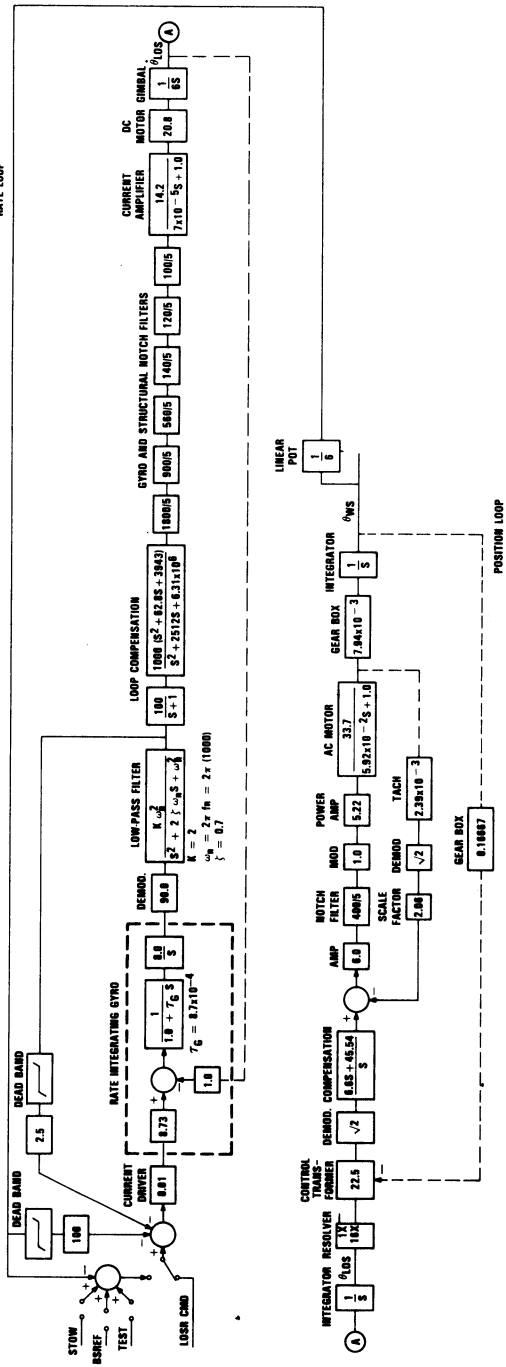 RATE LOOP
DEAD BAND
2.5
DEAD BAND
100
STOW
BSREF
TEST
LOSR CMD
CURRENT
DRIVER
0.01
RATE INTEGRATING GYRO
8.73
1
1.0 + τG S
τG = 8.7x10⁻⁴
8.0
S
1.0
DEMOD.
90.0
LOW-PASS FILTER
K ωn²
S² + 2 ζ ωn S + ωn²
K = 2
ωn = 2π fn = 2π (1000)
ζ = 0.7
LOOP COMPENSATION
100
S + 1
1000 (S² + 62.8S + 3943)
S² + 2512S + 6.31x10⁶
GYRO AND STRUCTURAL NOTCH FILTERS
1800/5
900/5
560/5
140/5
120/5
100/5
CURRENT
AMPLIFIER
14.2
7x10⁻⁵S + 1.0
DC
MOTOR
20.8
GIMBAL
1
6S
θ̇LOS
A
A
INTEGRATOR
1
S
θLOS
RESOLVER
1X
16X
CONTROL
TRANS-
FORMER
22.5
DEMOD.
√2
COMPENSATION
6.6S + 45.54
S
AMP
6.0
NOTCH
FILTER
400/5
MOD
1.0
POWER
AMP
5.22
AC MOTOR
33.7
5.92x10⁻²S + 1.0
GEAR BOX
7.94x10⁻³
INTEGRATOR
1
S
θWS
LINEAR
POT
1
6
SCALE
FACTOR
2.06
DEMOD
√2
TACH
2.39x10⁻³
GEAR BOX
0.16667
POSITION LOOP